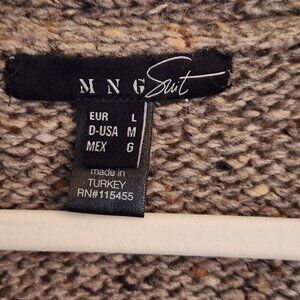 MNG Suit
EUR L
D-USA M
MEX G
made in
TURKEY
RN#115455